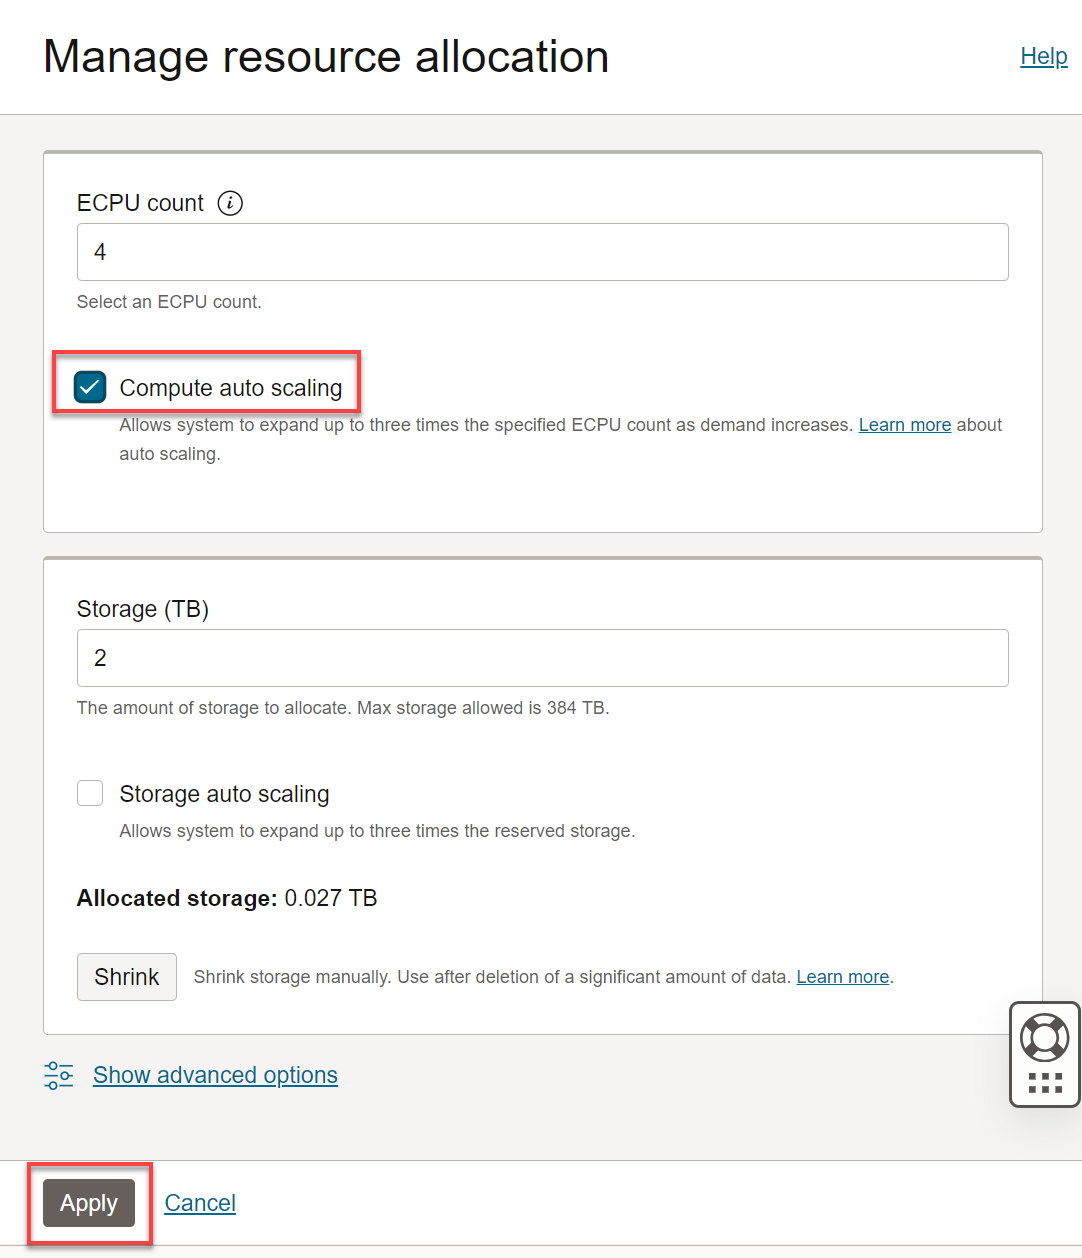 Manage resource allocation
Help
ECPU count
4
Select an ECPU count.
Compute auto scaling
Allows system to expand up to three times the specified ECPU count as demand increases. Learn more about
auto scaling.
Storage (TB)
2
The amount of storage to allocate. Max storage allowed is 384 TB.
Storage auto scaling
Allows system to expand up to three times the reserved storage.
Allocated storage: 0.027 TB
Shrink
Shrink storage manually. Use after deletion of a significant amount of data. Learn more.
Show advanced options
Apply
Cancel